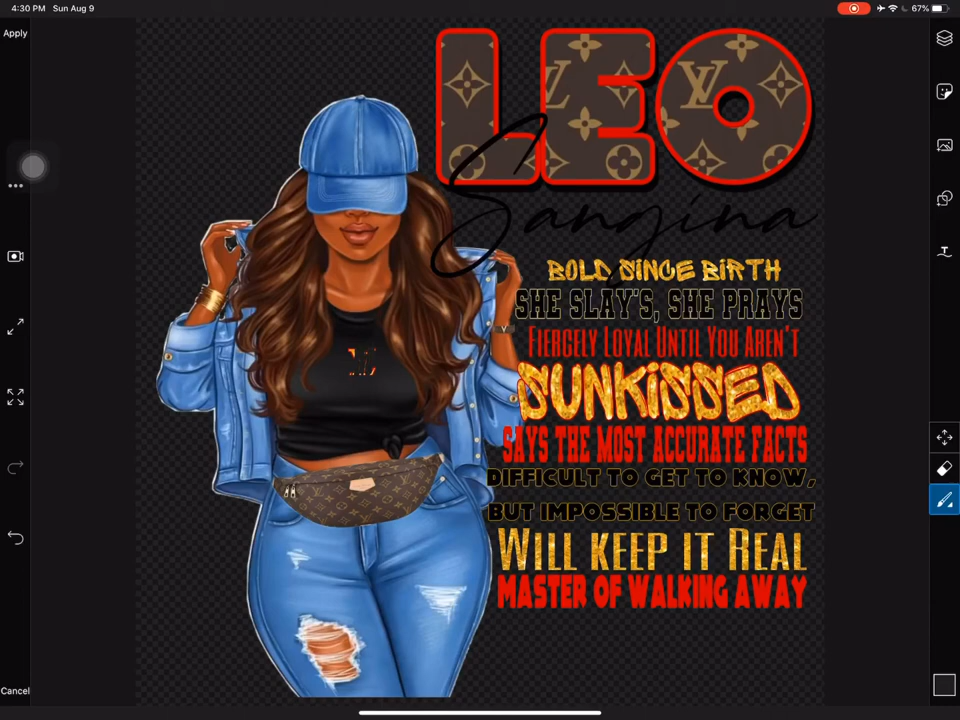 4:30 PM Sun Aug 9
67%
Apply
LEO
Sangina
BOLD SINCE BIRTH
SHE SLAY'S, SHE PRAYS
FIERCELY LOYAL UNTIL YOU AREN'T
SUNKISSED
SAYS THE MOST ACCURATE FACTS
DIFFICULT TO GET TO KNOW,
BUT IMPOSSIBLE TO FORGET
WILL KEEP IT REAL
MASTER OF WALKING AWAY
Cancel